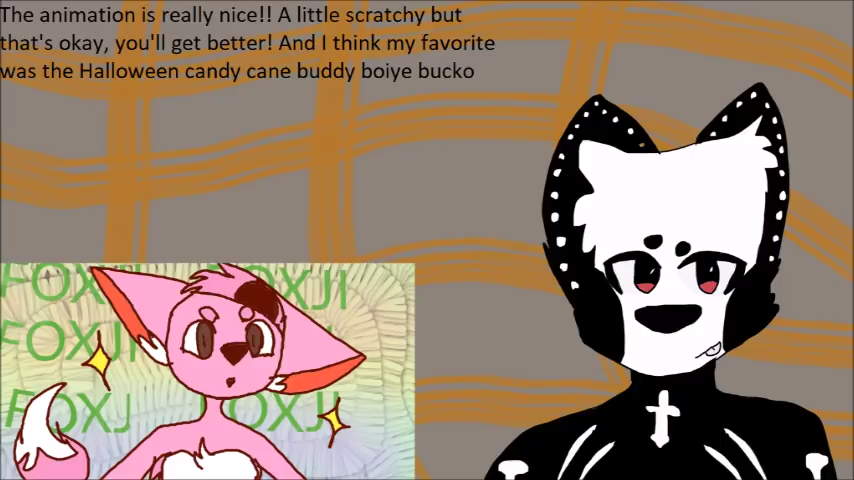 The animation is really nice!! A little scratchy but
that's okay, you'll get better! And I think my favorite
was the Halloween candy cane buddy boiye bucko
FOXJI FOXJI
FOXJI
FOXJ FOXJI